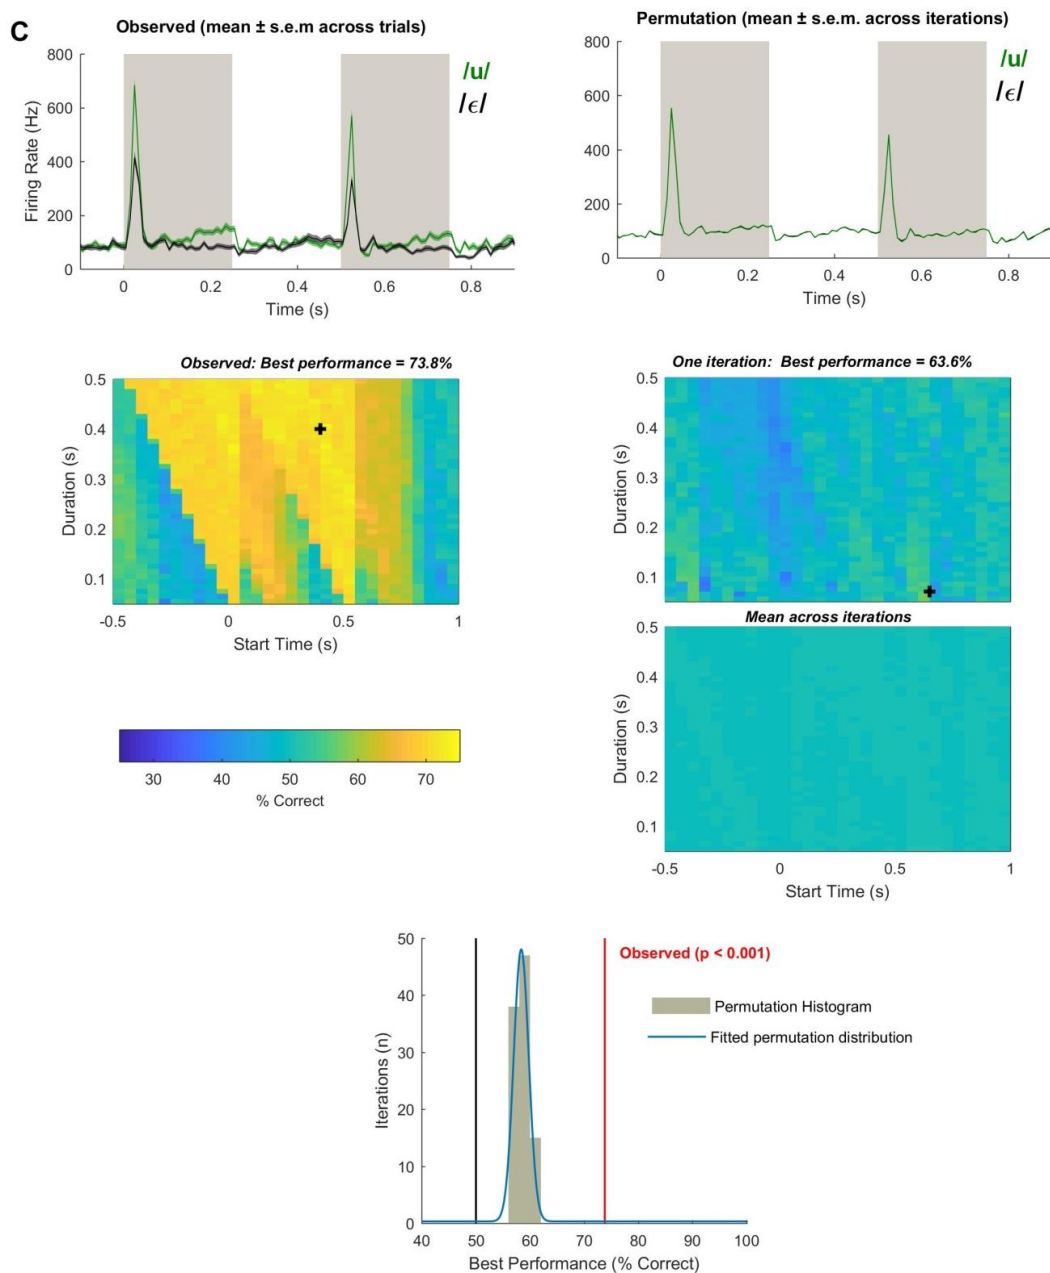 C
Observed (mean ± s.e.m across trials)
800
600
400
200
0
Firing Rate (Hz)
/u/
/ϵ/
0
0.2
0.4
0.6
0.8
Time (s)
Permutation (mean ± s.e.m. across iterations)
800
600
400
200
0
/u/
/ϵ/
0
0.2
0.4
0.6
0.8
Time (s)
Observed: Best performance = 73.8%
0.5
0.4
0.3
0.2
0.1
Duration (s)
-0.5
0
0.5
1
Start Time (s)
30
40
50
60
70
% Correct
One iteration: Best performance = 63.6%
0.5
0.4
0.3
0.2
0.1
Duration (s)
Mean across iterations
0.5
0.4
0.3
0.2
0.1
Duration (s)
-0.5
0
0.5
1
Start Time (s)
50
40
30
20
10
0
Iterations (n)
Observed (p < 0.001)
Permutation Histogram
Fitted permutation distribution
40
50
60
70
80
90
100
Best Performance (% Correct)